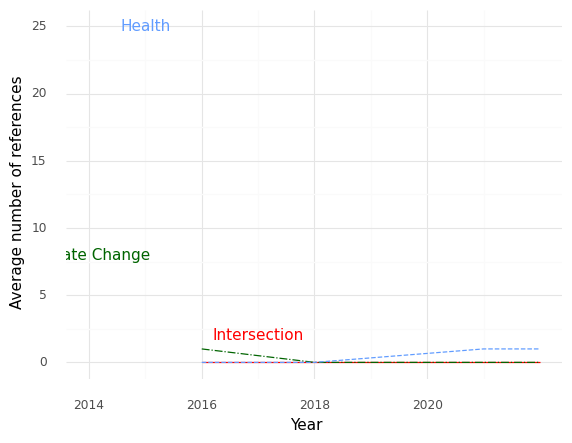 25
Health
20
15
10
ate Change
5
Intersection
0
2014 2016 2018 2020
Year
Average number of references